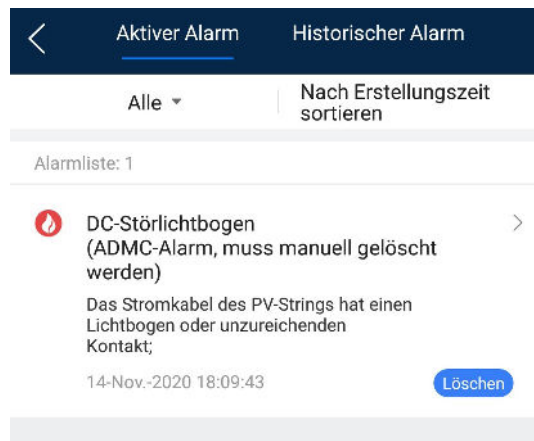 Aktiver Alarm
Historischer Alarm
Alle
Nach Erstellungszeit
sortieren
Alarmliste: 1
DC-Störlichtbogen
(ADMC-Alarm, muss manuell gelöscht
werden)
Das Stromkabel des PV-Strings hat einen
Lichtbogen oder unzureichenden
Kontakt;
14-Nov.-2020 18:09:43
Löschen